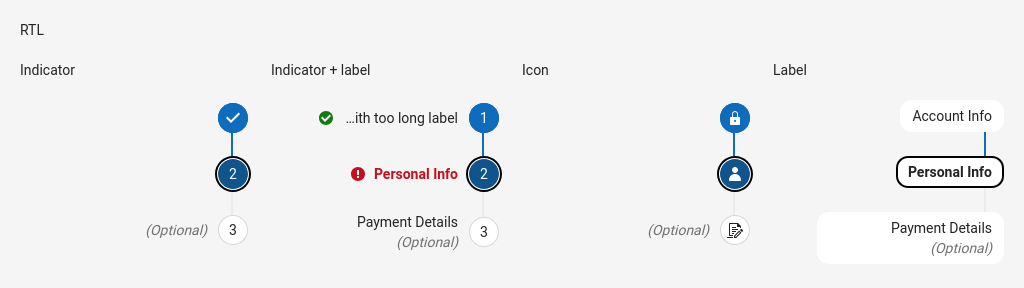 RTL
Indicator
Indicator + label
Icon
Label
2
(Optional)
3
...ith too long label
1
Personal Info
2
Payment Details
(Optional)
3
(Optional)
Account Info
Personal Info
Payment Details
(Optional)